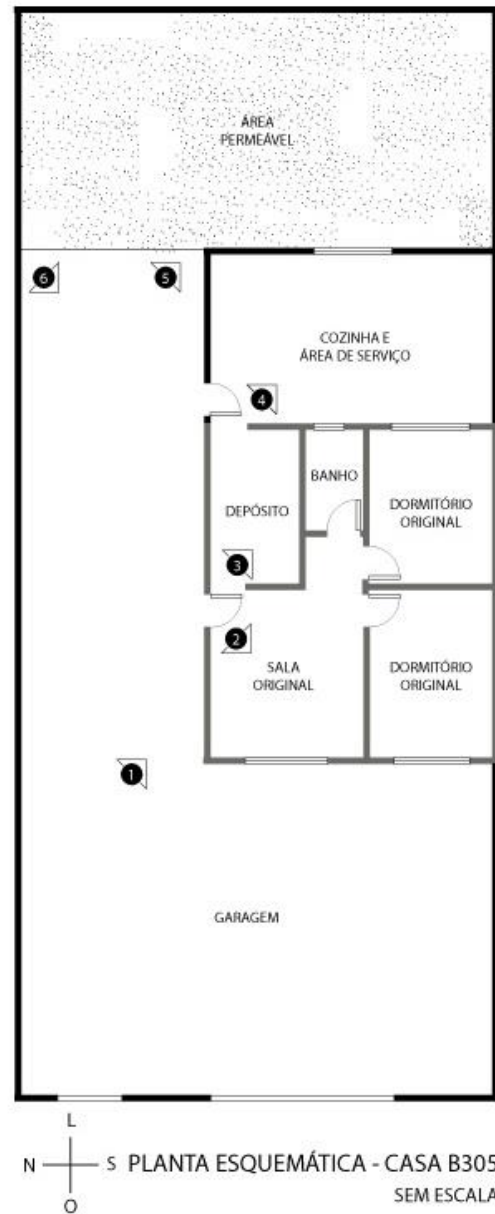 ÁREA
PERMEÁVEL
6
5
COZINHA E
ÁREA DE SERVIÇO
4
BANHO
DEPÓSITO
DORMITÓRIO
ORIGINAL
3
2
SALA
ORIGINAL
DORMITÓRIO
ORIGINAL
1
GARAGEM
L
N S
O
PLANTA ESQUEMÁTICA - CASA B305
SEM ESCALA